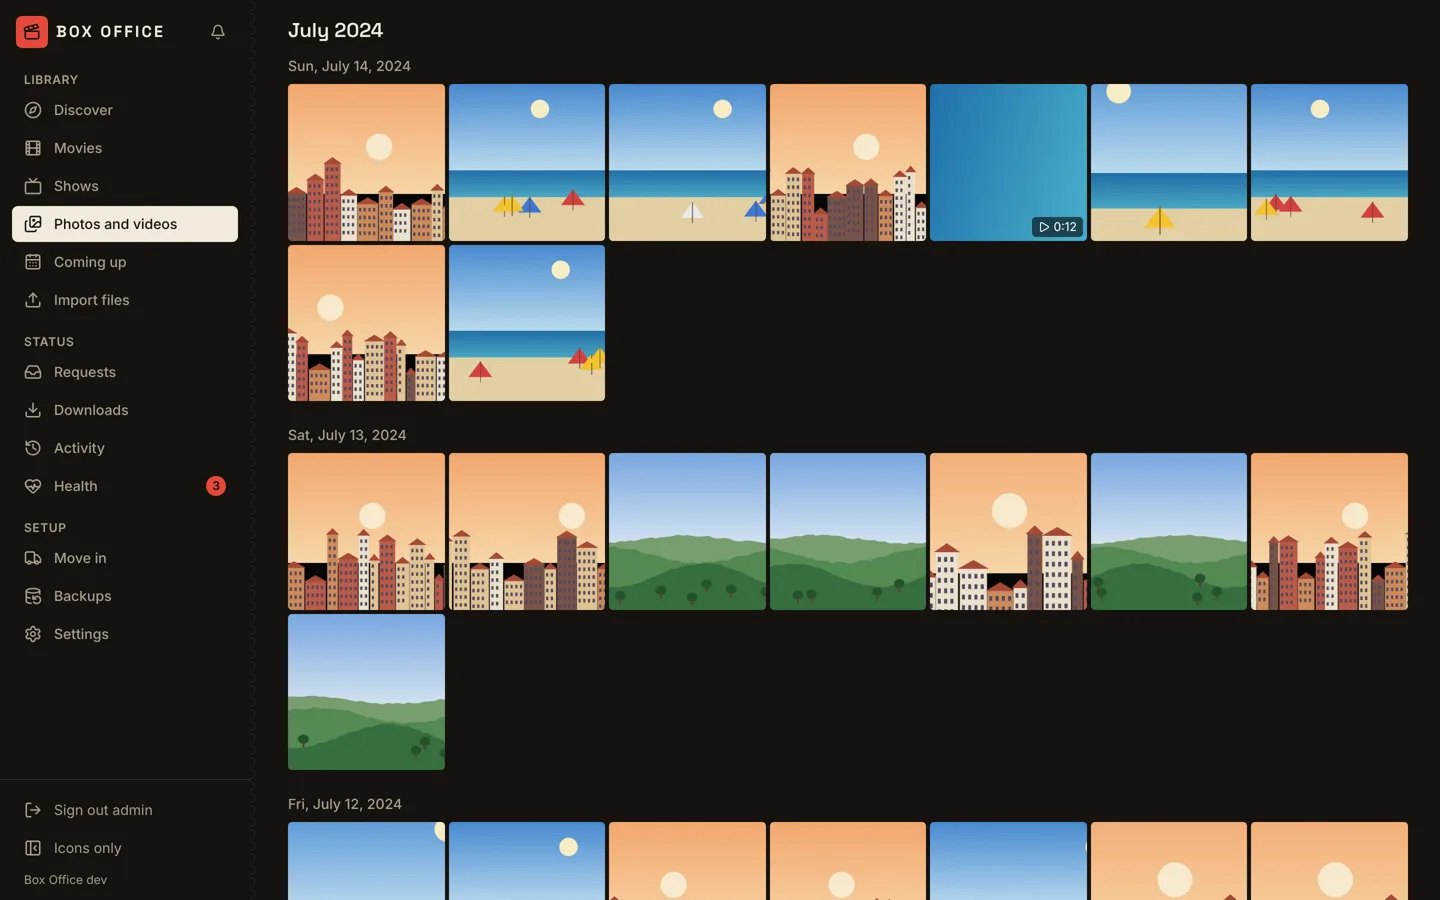 BOX OFFICE
LIBRARY
Discover
Movies
Shows
Photos and videos
Coming up
Import files
STATUS
Requests
Downloads
Activity
Health
3
SETUP
Move in
Backups
Settings
Sign out admin
Icons only
Box Office dev
July 2024
Sun, July 14, 2024
0:12
Sat, July 13, 2024
Fri, July 12, 2024